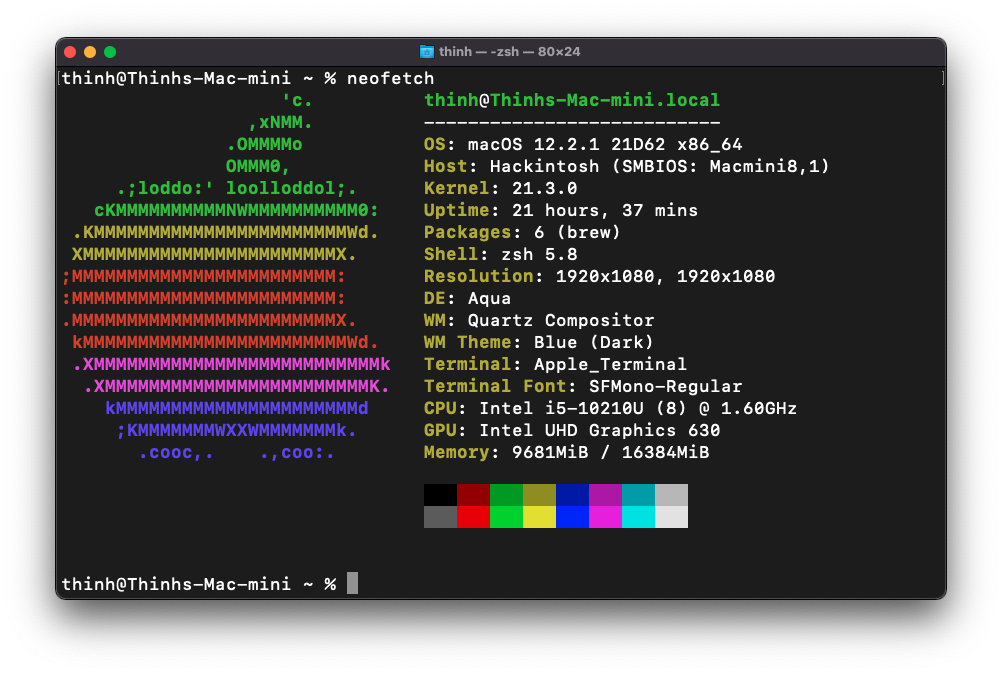 thinh — -zsh — 80×24
[thinh@Thinhs-Mac-mini ~ % neofetch ]
'c. thinh@Thinhs-Mac-mini.local
,xNMM. ---------------------------
.OMMMMo OS: macOS 12.2.1 21D62 x86_64
OMMM0, Host: Hackintosh (SMBIOS: Macmini8,1)
.;loddo:' loolloddol;. Kernel: 21.3.0
cKMMMMMMMMMMNWMMMMMMMMMM0: Uptime: 21 hours, 37 mins
.KMMMMMMMMMMMMMMMMMMMMMMMWd. Packages: 6 (brew)
XMMMMMMMMMMMMMMMMMMMMMMMX. Shell: zsh 5.8
;MMMMMMMMMMMMMMMMMMMMMMMM: Resolution: 1920x1080, 1920x1080
:MMMMMMMMMMMMMMMMMMMMMMMM: DE: Aqua
.MMMMMMMMMMMMMMMMMMMMMMMMX. WM: Quartz Compositor
kMMMMMMMMMMMMMMMMMMMMMMMMWd. WM Theme: Blue (Dark)
.XMMMMMMMMMMMMMMMMMMMMMMMMMMk Terminal: Apple_Terminal
.XMMMMMMMMMMMMMMMMMMMMMMMMK. Terminal Font: SFMono-Regular
kMMMMMMMMMMMMMMMMMMMMMMd CPU: Intel i5-10210U (8) @ 1.60GHz
;KMMMMMMMWXXWMMMMMMMk. GPU: Intel UHD Graphics 630
.cooc,. .,coo:. Memory: 9681MiB / 16384MiB
thinh@Thinhs-Mac-mini ~ %